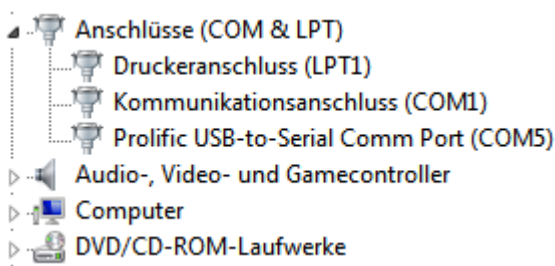 Anschlüsse (COM & LPT)
Druckeranschluss (LPT1)
Kommunikationsanschluss (COM1)
Prolific USB-to-Serial Comm Port (COM5)
Audio-, Video- und Gamecontroller
Computer
DVD/CD-ROM-Laufwerke